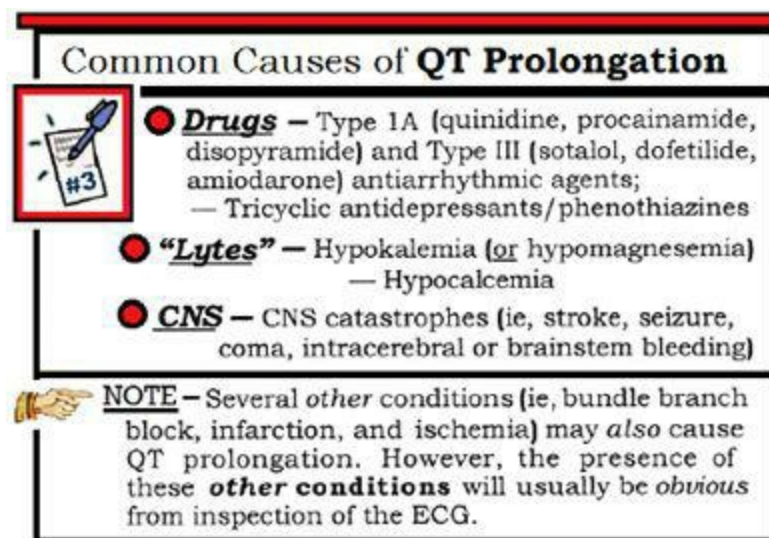 Common Causes of QT Prolongation
#3
Drugs – Type 1A (quinidine, procainamide,
disopyramide) and Type III (sotalol, dofetilide,
amiodarone) antiarrhythmic agents;
— Tricyclic antidepressants/phenothiazines
"Lytes" – Hypokalemia (or hypomagnesemia)
— Hypocalcemia
CNS – CNS catastrophes (ie, stroke, seizure,
coma, intracerebral or brainstem bleeding)
NOTE – Several other conditions (ie, bundle branch
block, infarction, and ischemia) may also cause
QT prolongation. However, the presence of
these other conditions will usually be obvious
from inspection of the ECG.